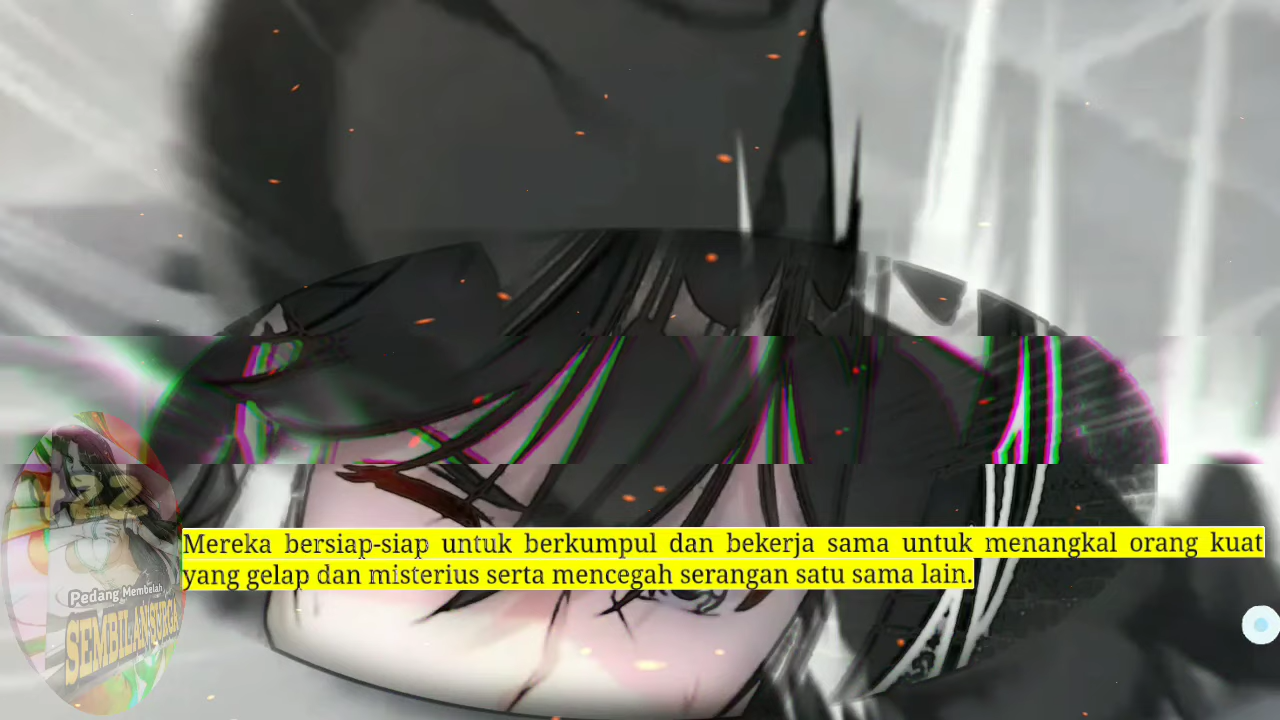 Mereka bersiap-siap untuk berkumpul dan bekerja sama untuk menangkal orang kuat
yang gelap dan misterius serta mencegah serangan satu sama lain.
422
Pedang Membelah
SEMBILAN SURGA